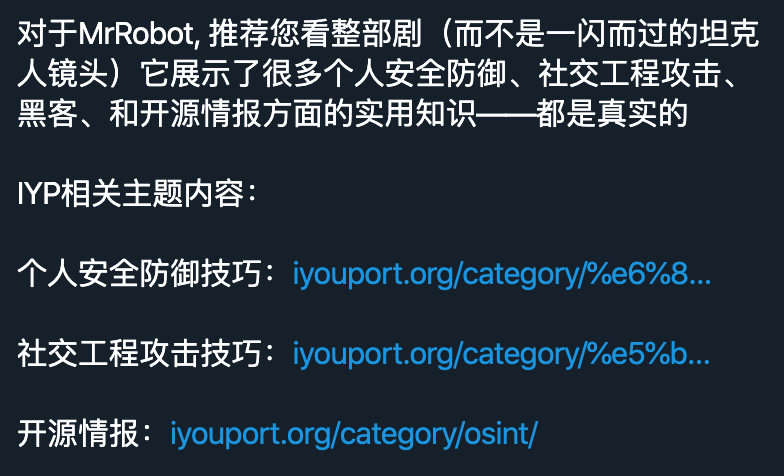 对于MrRobot, 推荐您看整部剧（而不是一闪而过的坦克
人镜头）它展示了很多个人安全防御、社交工程攻击、
黑客、和开源情报方面的实用知识——都是真实的
IYP相关主题内容：
个人安全防御技巧：iyouport.org/category/%e6%8...
社交工程攻击技巧：iyouport.org/category/%e5%b...
开源情报：iyouport.org/category/osint/